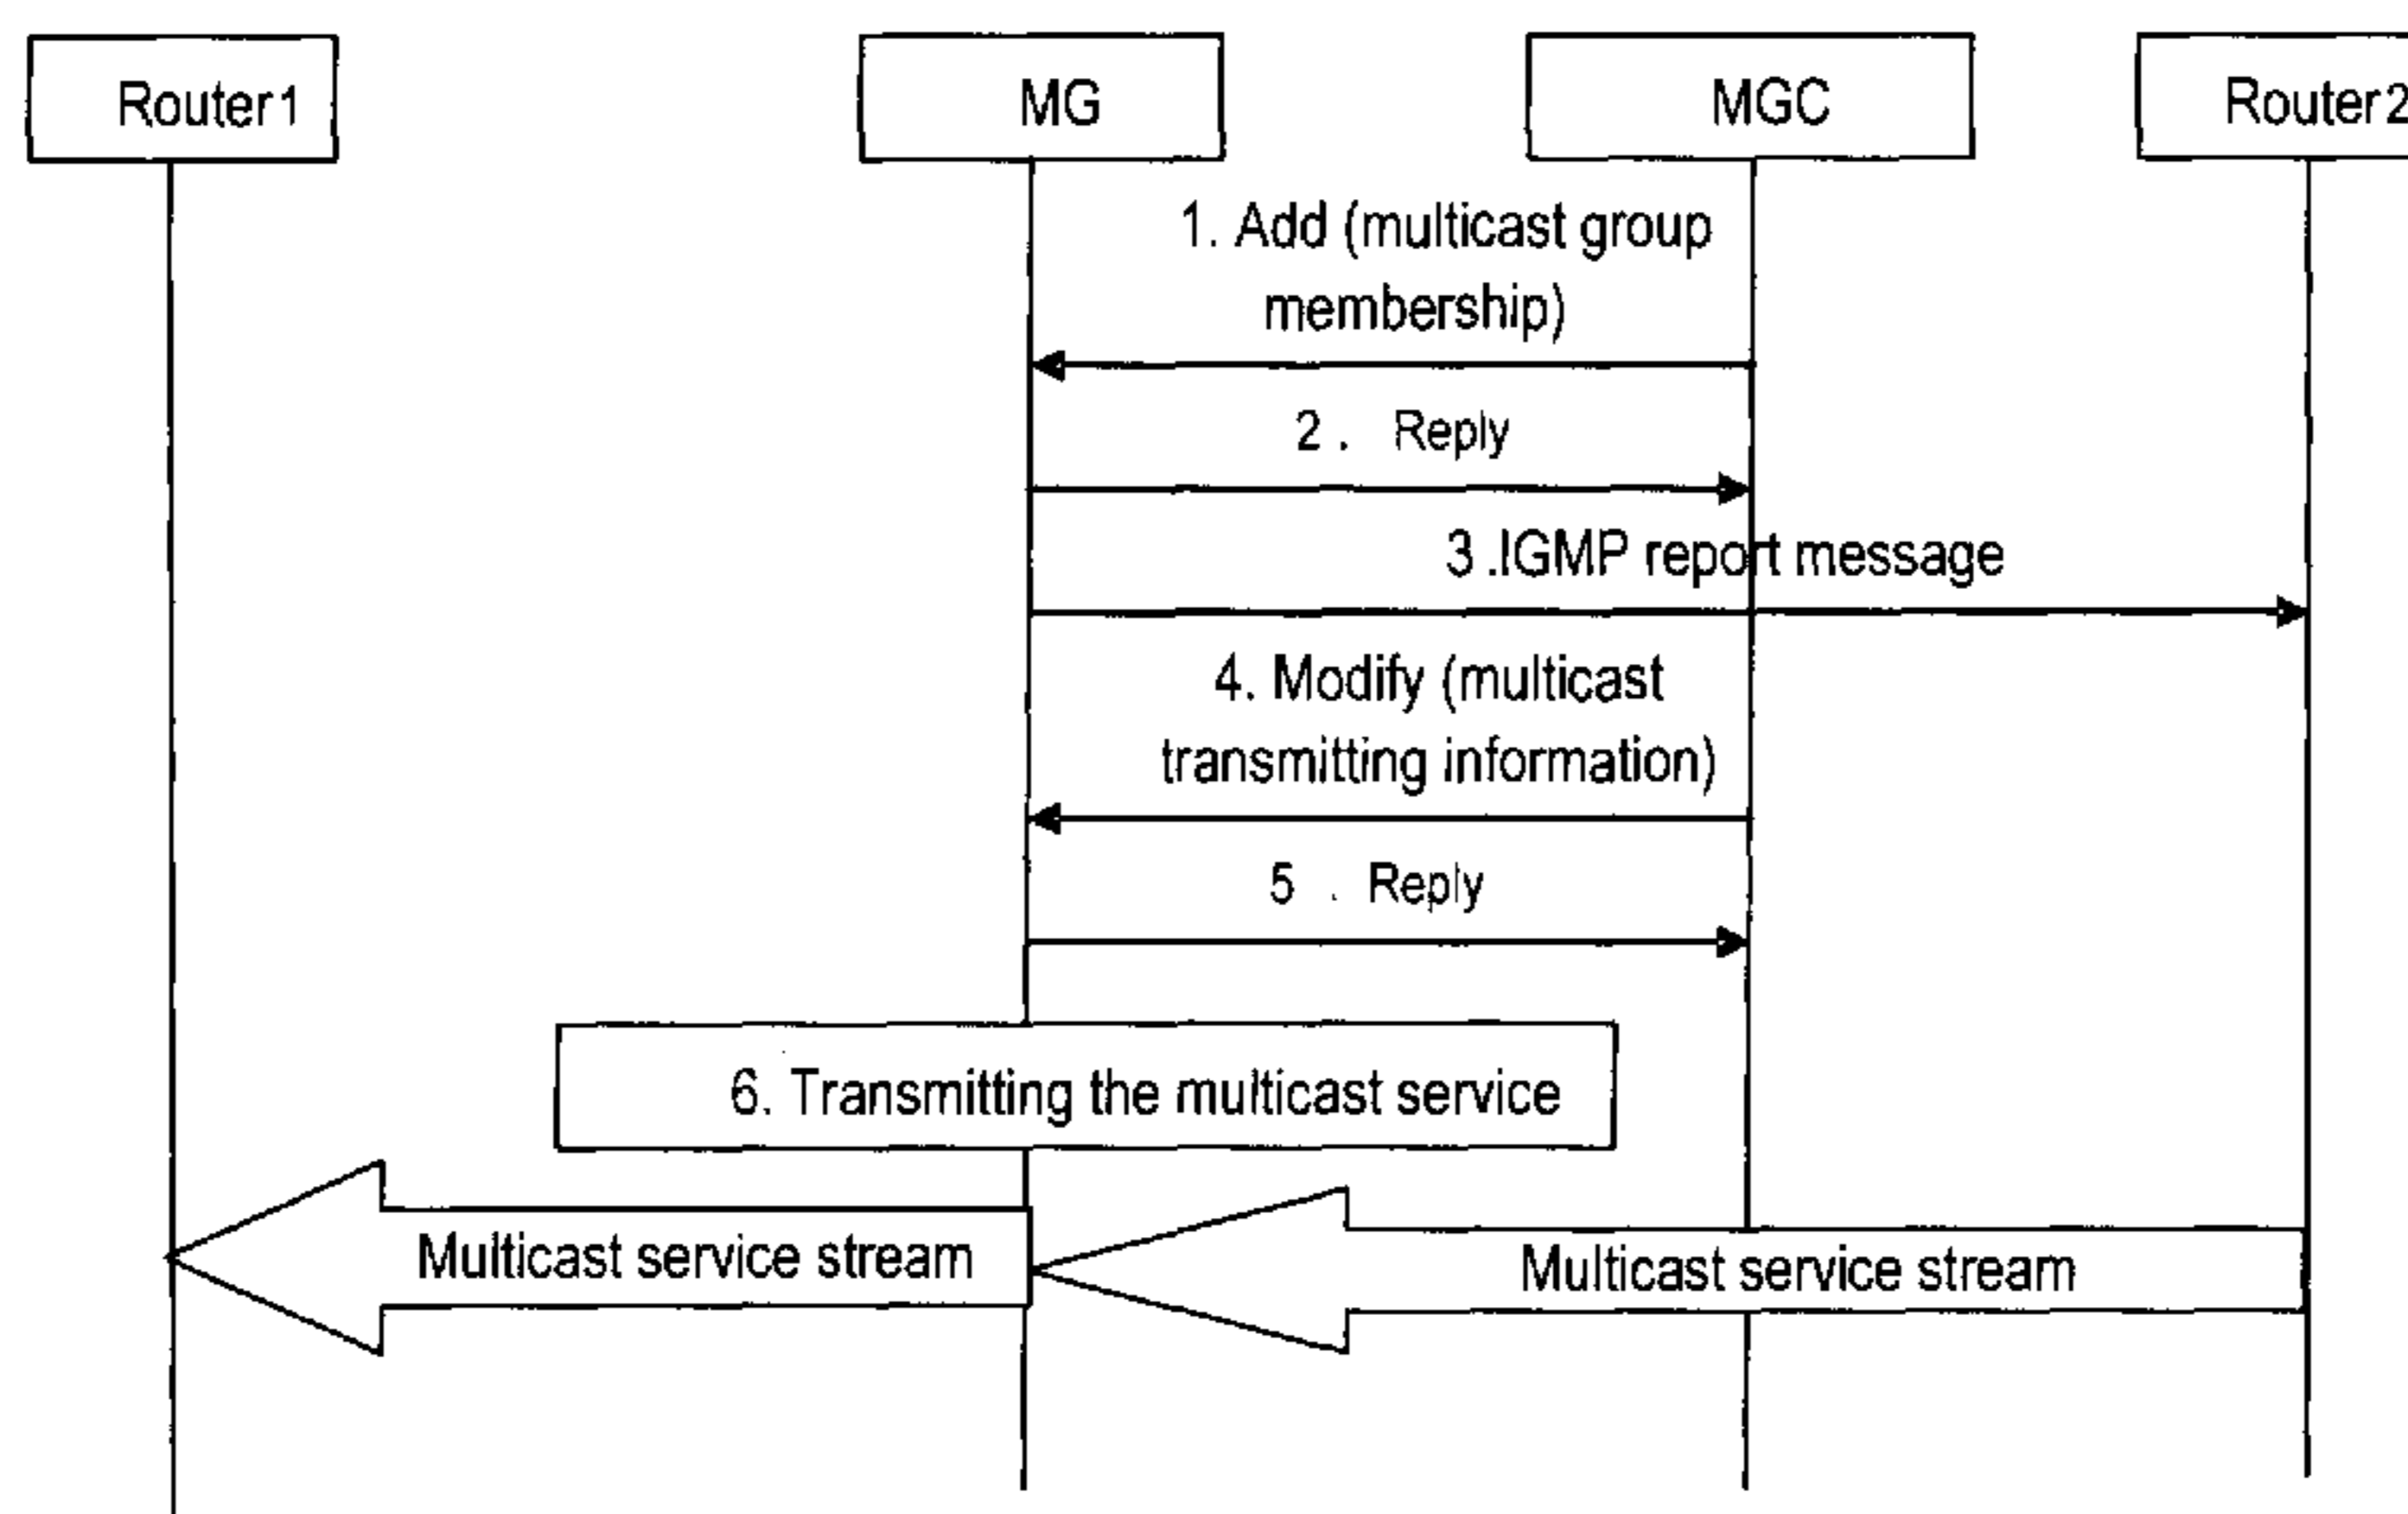 Router1
MG
MGC
Router2
1. Add (multicast group
membership)
2 . Reply
3 .IGMP report message
4. Modify (multicast
transmitting information)
5 . Reply
6. Transmitting the multicast service
Multicast service stream
Multicast service stream